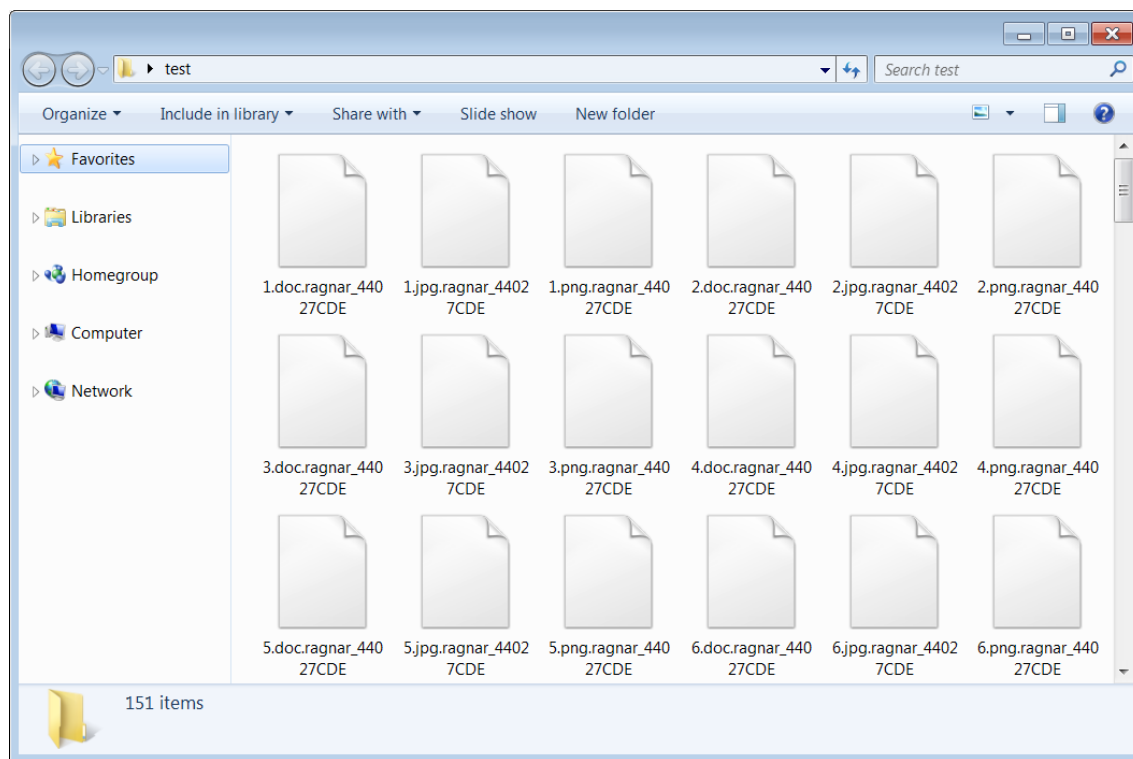 test
Search test
Organize
Include in library
Share with
Slide show
New folder
Favorites
Libraries
Homegroup
Computer
Network
1.doc.ragnar_440
27CDE
1.jpg.ragnar_4402
7CDE
1.png.ragnar_440
27CDE
2.doc.ragnar_440
27CDE
2.jpg.ragnar_4402
7CDE
2.png.ragnar_440
27CDE
3.doc.ragnar_440
27CDE
3.jpg.ragnar_4402
7CDE
3.png.ragnar_440
27CDE
4.doc.ragnar_440
27CDE
4.jpg.ragnar_4402
7CDE
4.png.ragnar_440
27CDE
5.doc.ragnar_440
27CDE
5.jpg.ragnar_4402
7CDE
5.png.ragnar_440
27CDE
6.doc.ragnar_440
27CDE
6.jpg.ragnar_4402
7CDE
6.png.ragnar_440
27CDE
151 items